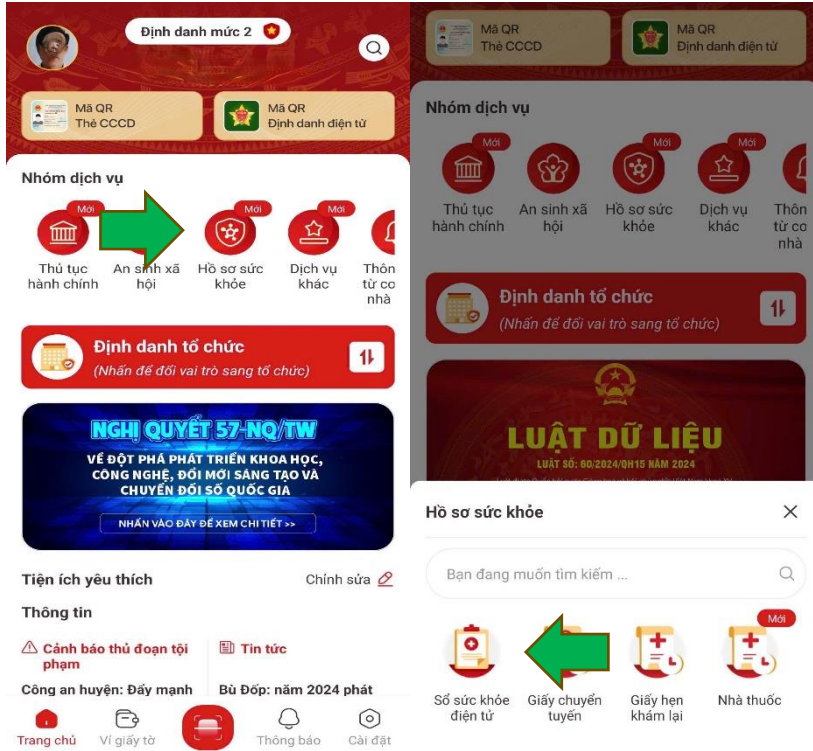 Định danh mức 2
Mã QR
Thẻ CCCD
Mã QR
Định danh điện tử
Nhóm dịch vụ
Mới
Mới
Mới
Thủ tục
hành chính
An sinh xã
hội
Hồ sơ sức
khỏe
Dịch vụ
khác
Thôn
từ co
nhà
Định danh tổ chức
(Nhấn để đổi vai trò sang tổ chức)
NGHỊ QUYẾT 57-NQ/TW
VỀ ĐỘT PHÁ PHÁT TRIỂN KHOA HỌC,
CÔNG NGHỆ, ĐỔI MỚI SÁNG TẠO VÀ
CHUYỂN ĐỔI SỐ QUỐC GIA
NHẤN VÀO ĐÂY ĐỂ XEM CHI TIẾT >>
Tiện ích yêu thích
Chỉnh sửa
Thông tin
Cảnh báo thủ đoạn tội
phạm
Tin tức
Công an huyện: Đẩy mạnh
Bù Đốp: năm 2024 phát
Trang chủ
Ví giấy tờ
Thông báo
Cài đặt
Mã QR
Thẻ CCCD
Mã QR
Định danh điện tử
Nhóm dịch vụ
Mới
Mới
Mới
Thủ tục
hành chính
An sinh xã
hội
Hồ sơ sức
khỏe
Dịch vụ
khác
Thôn
từ co
nhà
Định danh tổ chức
(Nhấn để đổi vai trò sang tổ chức)
LUẬT DỮ LIỆU
LUẬT SỐ: 60/2024/QH15 NĂM 2024
Hồ sơ sức khỏe
Bạn đang muốn tìm kiếm ...
Mới
Sổ sức khỏe
điện tử
Giấy chuyển
tuyến
Giấy hẹn
khám lại
Nhà thuốc